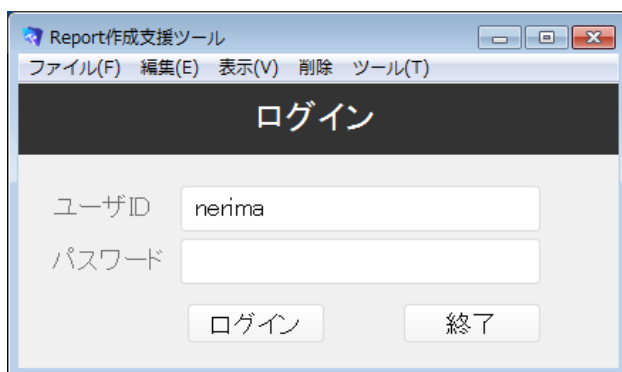 Report作成支援ツール
ファイル(F) 編集(E) 表示(V) 削除 ツール(T)
ログイン
ユーザID nerima
パスワード
ログイン 終了